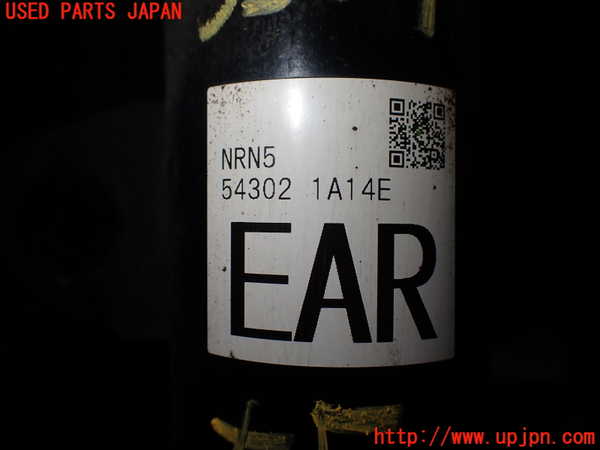 USED PARTS JAPAN
NRN5
54302 1A14E
EAR
http://www.upjpn.com